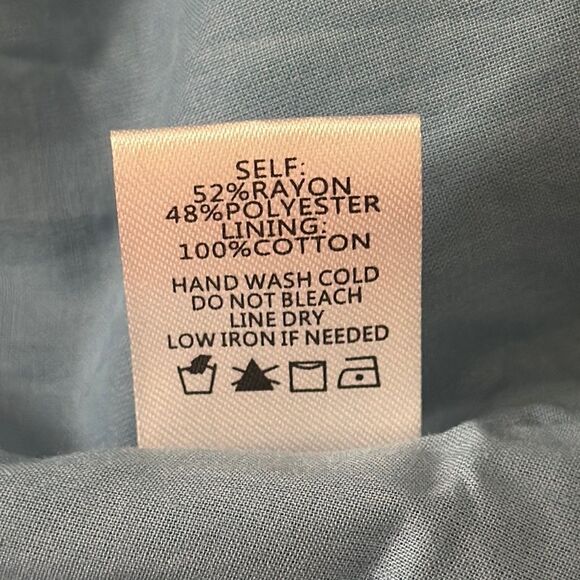 SELF:
52%RAYON
48%POLYESTER
LINING:
100%COTTON
HAND WASH COLD
DO NOT BLEACH
LINE DRY
LOW IRON IF NEEDED